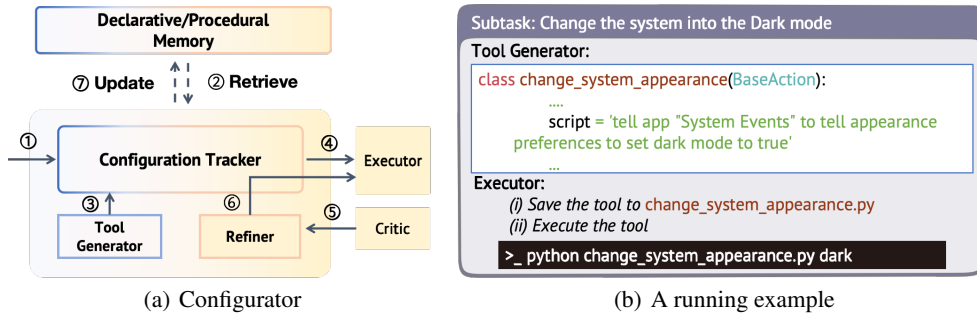 Declarative/Procedural
Memory
⑦ Update
② Retrieve
①
Configuration Tracker
④
Executor
③
⑥
⑤
Tool
Generator
Refiner
Critic
(a) Configurator
Subtask: Change the system into the Dark mode
Tool Generator:
class change_system_appearance(BaseAction):
....
script = 'tell app "System Events" to tell appearance
preferences to set dark mode to true'
...
Executor:
(i) Save the tool to change_system_appearance.py
(ii) Execute the tool
>_ python change_system_appearance.py dark
(b) A running example